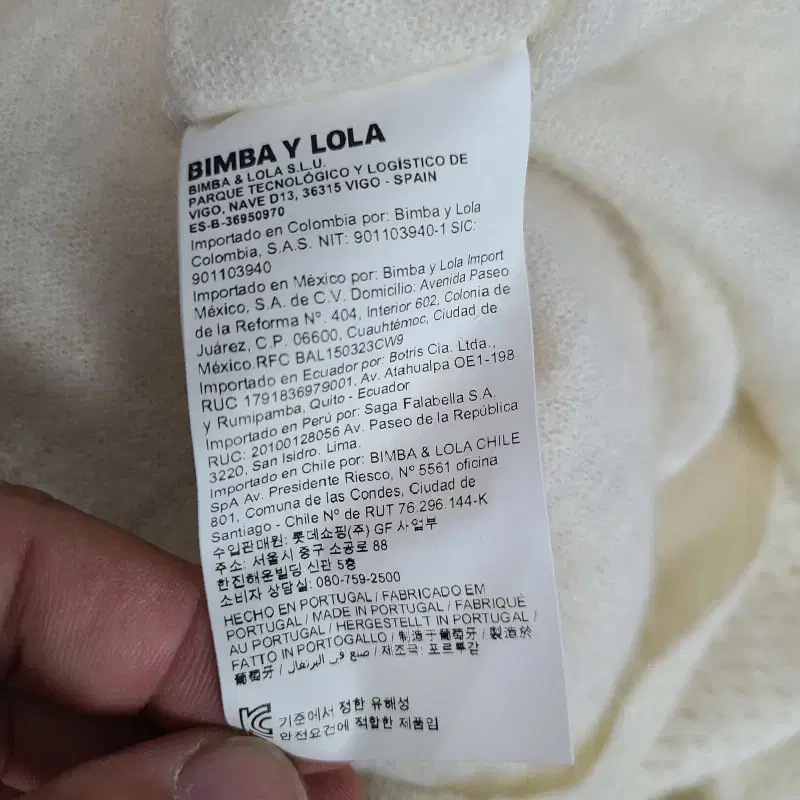 BIMBA Y LOLA
BIMBA & LOLA S.L.U.
PARQUE TECNOLÓGICO Y LOGÍSTICO DE
VIGO, NAVE D13, 36315 VIGO - SPAIN
ES-B-36950970
Importado en Colombia por: Bimba y Lola
Colombia, S.A.S. NIT: 901103940-1 SIC:
901103940
Importado en México por: Bimba y Lola Import
México, S.A. de C.V. Domicilio: Avenida Paseo
de la Reforma Nº. 404, Interior 602, Colonia de
Juárez, C.P. 06600, Cuauhtémoc, Ciudad de
México.RFC BAL150323CW9
Importado en Ecuador por: Botris Cia. Ltda.,
RUC 1791836979001, Av. Atahualpa OE1-198
y Rumipamba, Quito - Ecuador
Importado en Perú por: Saga Falabella S.A.
RUC: 20100128056 Av. Paseo de la República
3220, San Isidro. Lima.
Importado en Chile por: BIMBA & LOLA CHILE
SpA Av. Presidente Riesco, Nº 5561 oficina
801, Comuna de las Condes, Ciudad de
Santiago - Chile Nº de RUT 76.296.144-K
수입판매원: 롯데쇼핑(주) GF 사업부
주소: 서울시 중구 소공로 88
한진해운빌딩 신관 5층
소비자 상담실: 080-759-2500
HECHO EN PORTUGAL / FABRICADO EM
PORTUGAL / MADE IN PORTUGAL / FABRIQUÉ
AU PORTUGAL / HERGESTELLT IN PORTUGAL /
FATTO IN PORTOGALLO / 制造于葡萄牙 / 製造於
葡萄牙 / صنع في البرتغال / 제조국: 포르투갈
기준에서 정한 유해성
안전요건에 적합한 제품임